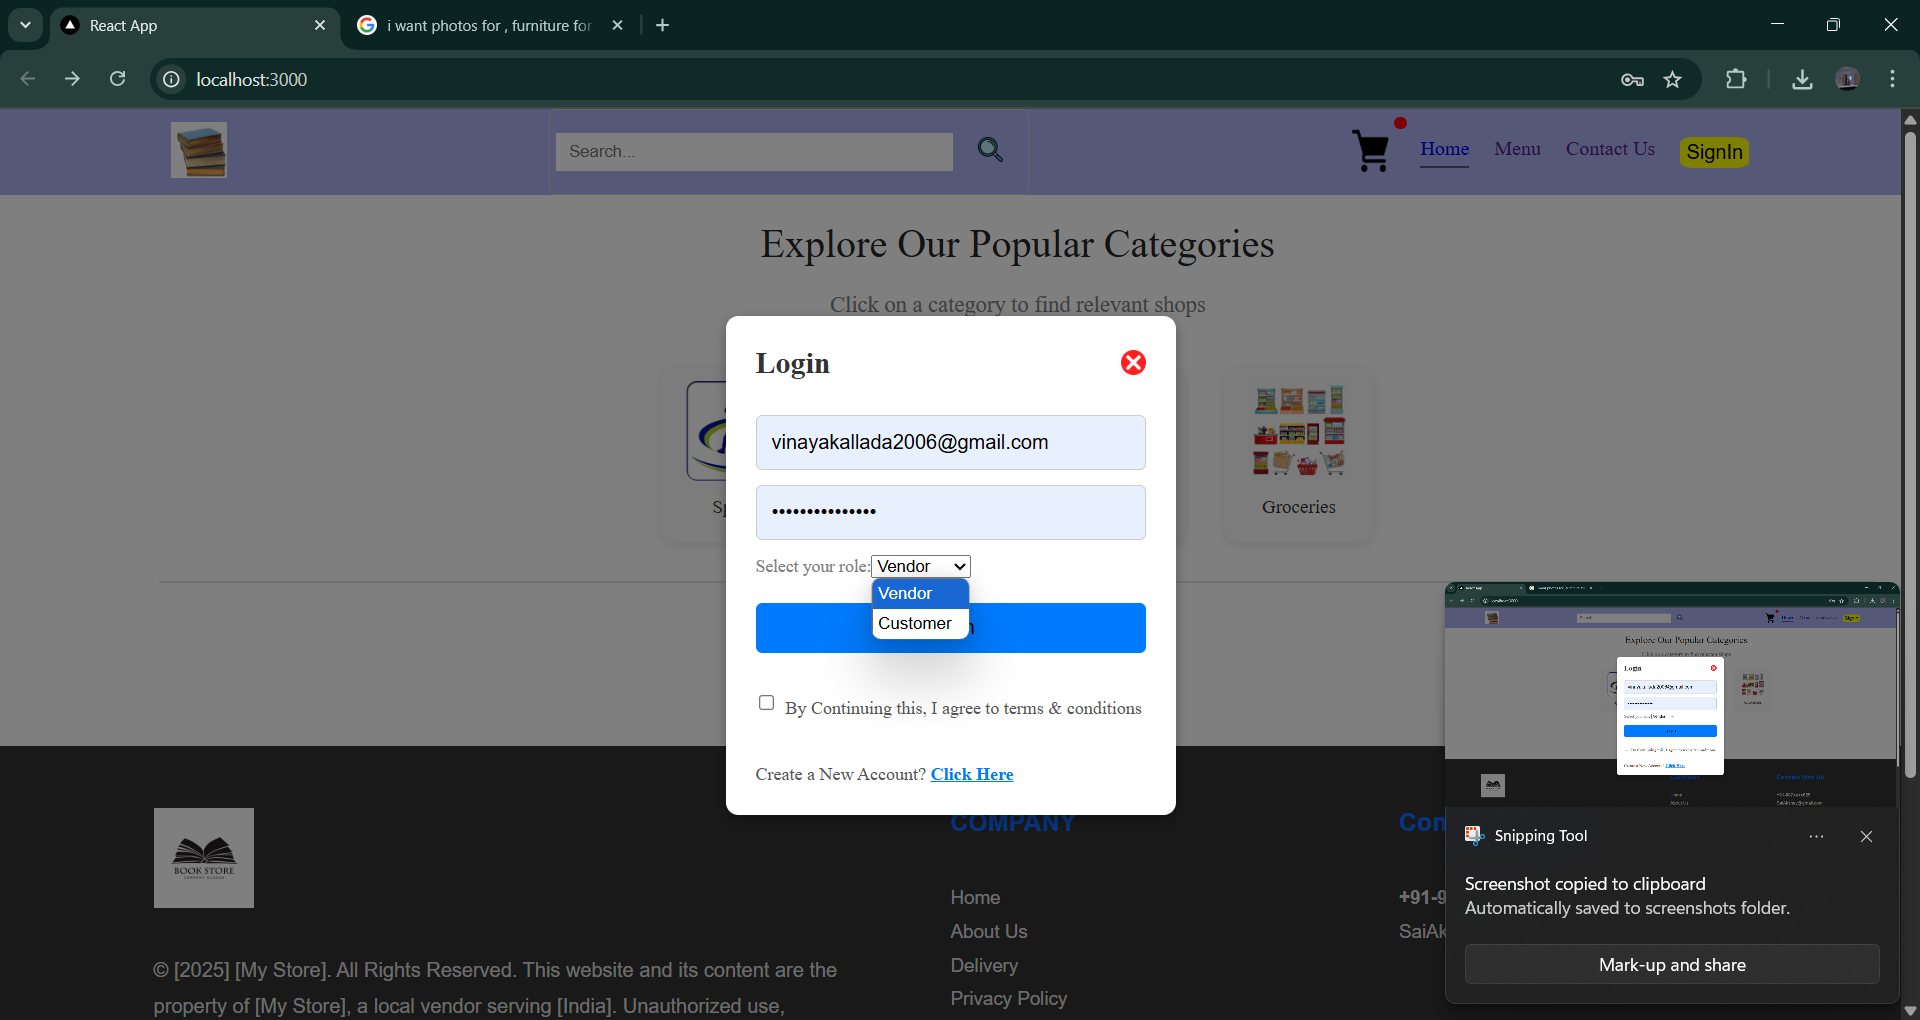 React App
i want photos for , furniture for
localhost:3000
Search...
Home
Menu
Contact Us
SignIn
Explore Our Popular Categories
Click on a category to find relevant shops
Login
vinayakallada2006@gmail.com
•••••••••••••••
Select your role:
Vendor
Vendor
Customer
By Continuing this, I agree to terms & conditions
Create a New Account? Click Here
Groceries
BOOK STORE
COMPANY
Home
About Us
Delivery
Privacy Policy
+91-9
SaiAk
© [2025] [My Store]. All Rights Reserved. This website and its content are the
property of [My Store], a local vendor serving [India]. Unauthorized use,
Explore Our Popular Categories
Login
Snipping Tool
Screenshot copied to clipboard
Automatically saved to screenshots folder.
Mark-up and share